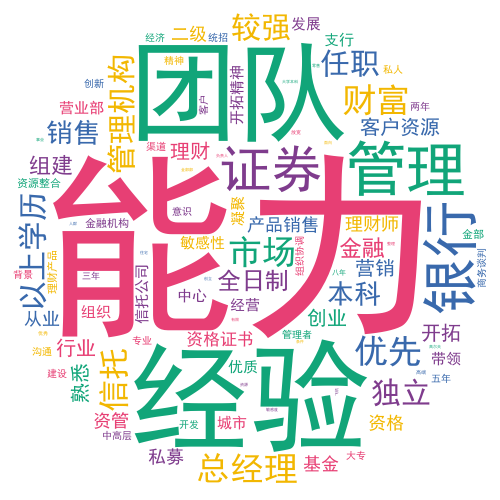 经济
统招
二级
较强
发展
支行
精神
团队
任职
私人
创新
管理机构
开拓精神
客户
财富
两年
营业部
销售
渠道
理财
证券
客户资源
管理
组建
资源整合
能力
意识
凝聚
产品销售
理财师
银行
以上学历
金融机构
敏感性
市场
组织协调
金融
金部
背景
理财产品
三年
信托公司
中心
全日制
八年
营销
商务谈判
从业
组织
经营
本科
创业
开拓
沟通
行业
专业
资格证书
管理者
优先
带领
信托
经验
优质
建设
熟悉
独立
五年
资管
中高层
开发
城市
资格
私募
总经理
基金
大专